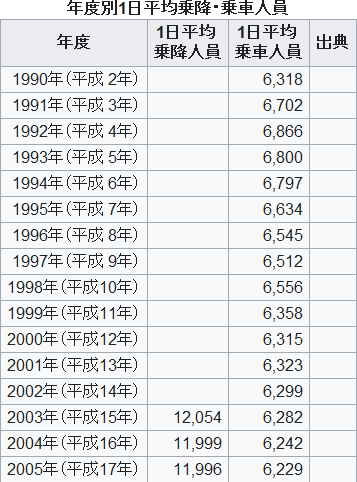 年度別1日平均乗降・乗車人員
年度 1日平均乗降人員 1日平均乗車人員 出典
1990年(平成 2年) 6,318
1991年(平成 3年) 6,702
1992年(平成 4年) 6,866
1993年(平成 5年) 6,800
1994年(平成 6年) 6,797
1995年(平成 7年) 6,634
1996年(平成 8年) 6,545
1997年(平成 9年) 6,512
1998年(平成10年) 6,556
1999年(平成11年) 6,358
2000年(平成12年) 6,315
2001年(平成13年) 6,323
2002年(平成14年) 6,299
2003年(平成15年) 12,054 6,282
2004年(平成16年) 11,999 6,242
2005年(平成17年) 11,996 6,229